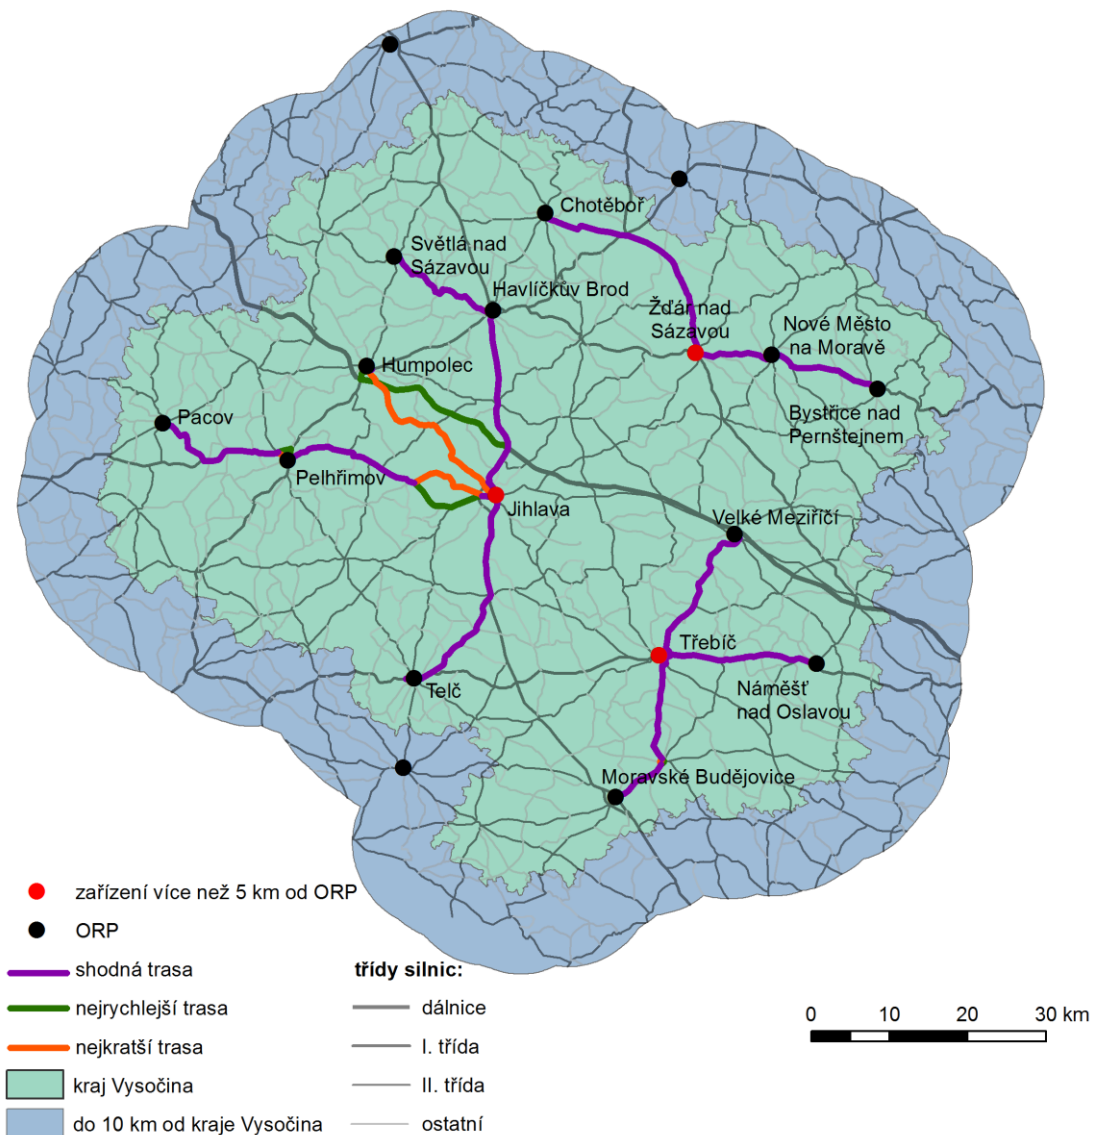 Chotěboř
Světlá nad
Sázavou
Havlíčkův Brod
Žďár nad
Sázavou
Nové Město
na Moravě
Humpolec
Bystřice nad
Pernštejnem
Pacov
Pelhřimov
Jihlava
Velké Meziříčí
Třebíč
Náměšť
nad Oslavou
Telč
Moravské Budějovice
zařízení více než 5 km od ORP
ORP
shodná trasa
nejrychlejší trasa
nejkratší trasa
kraj Vysočina
do 10 km od kraje Vysočina
třídy silnic:
dálnice
I. třída
II. třída
ostatní
0 10 20 30 km